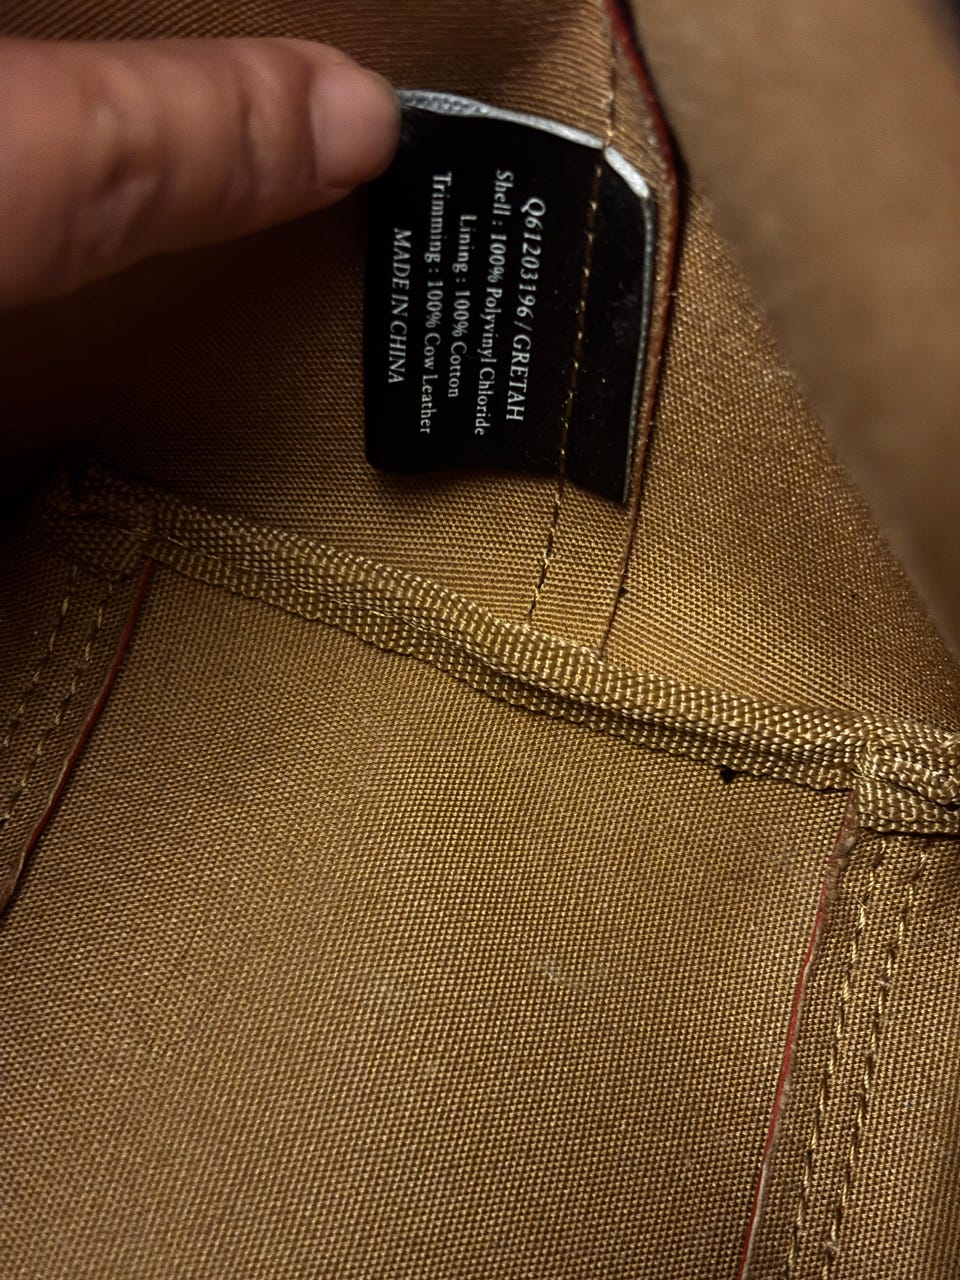 Q61203196/GRETAH
Shell : 100% Polyvinyl Chloride
Lining : 100% Cotton
Trimming : 100% Cow Leather
MADE IN CHINA